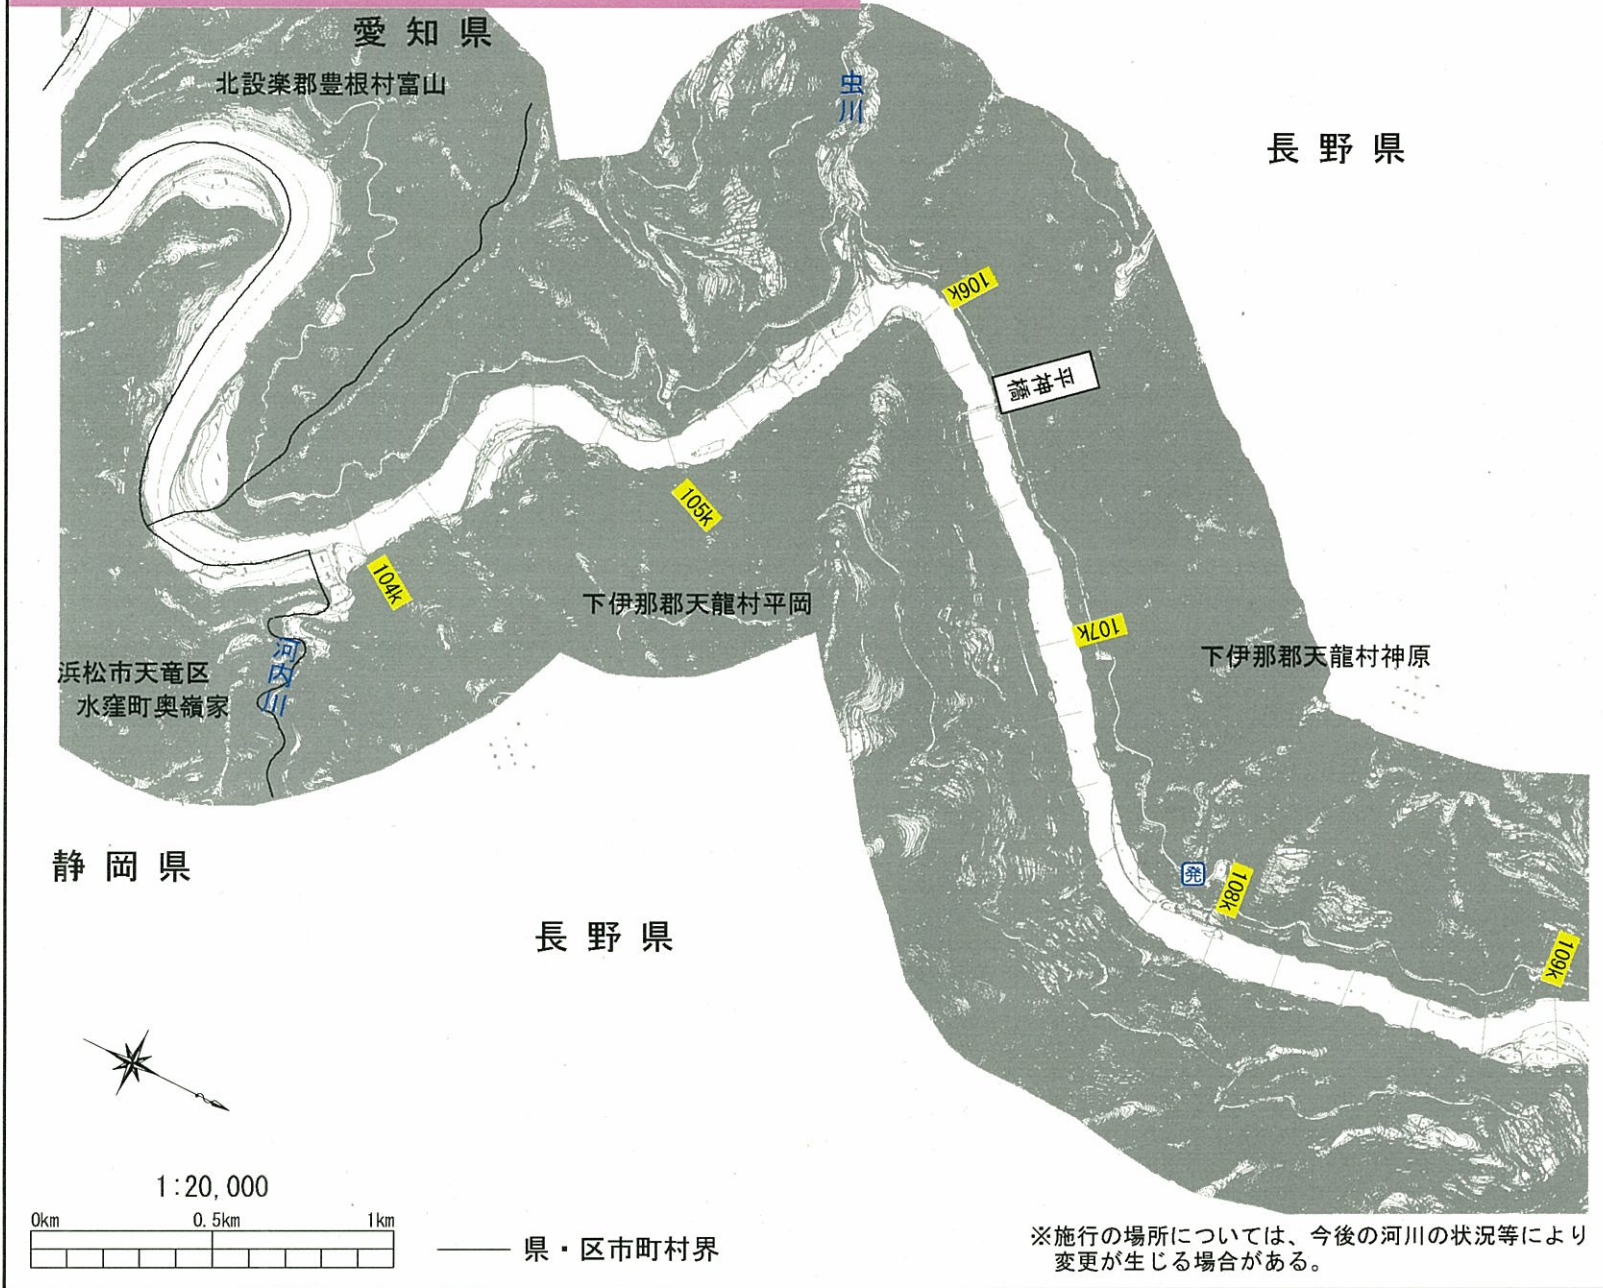 愛知県
北設楽郡豊根村富山
虫川
長野県
106k
平神橋
105k
104k
下伊那郡天龍村平岡
107k
下伊那郡天龍村神原
河内川
浜松市天竜区
水窪町奥嶺家
静岡県
発
108k
109k
長野県
1:20,000
0km 0.5km 1km
県・区市町村界
※施行の場所については、今後の河川の状況等により
変更が生じる場合がある。